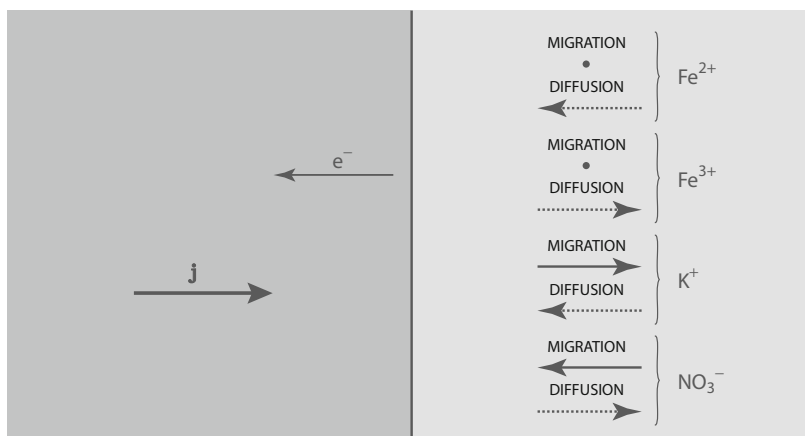 MIGRATION
DIFFUSION
Fe²⁺
e⁻
MIGRATION
DIFFUSION
Fe³⁺
j
MIGRATION
DIFFUSION
K⁺
MIGRATION
DIFFUSION
NO₃⁻